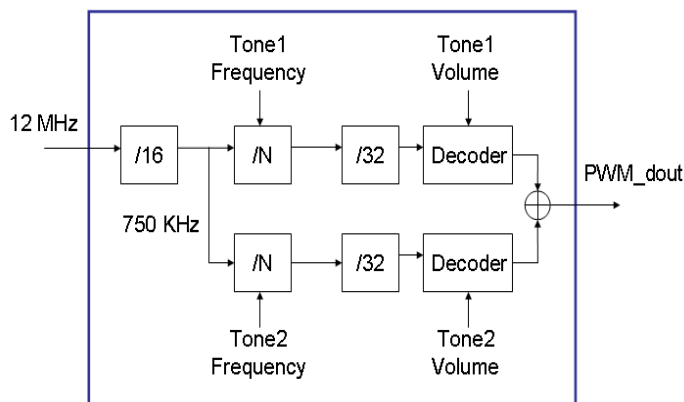 Tone1
Frequency
Tone1
Volume
12 MHz
/16
/N
/32
Decoder
PWM_dout
750 KHz
/N
/32
Decoder
Tone2
Frequency
Tone2
Volume